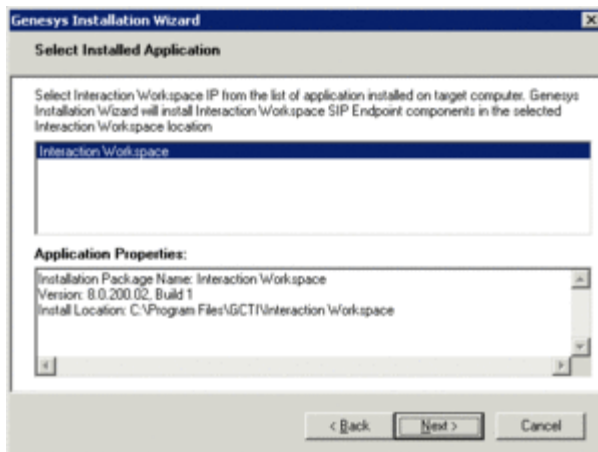 Genesys Installation Wizard
Select Installed Application
Select Interaction Workspace IP from the list of application installed on target computer. Genesys
Installation Wizard will install Interaction Workspace SIP Endpoint components in the selected
Interaction Workspace location
Interaction Workspace
Application Properties:
Installation Package Name: Interaction Workspace
Version: 8.0.200.02, Build 1
Install Location: C:\Program Files\GCTI\Interaction Workspace
< Back Next > Cancel